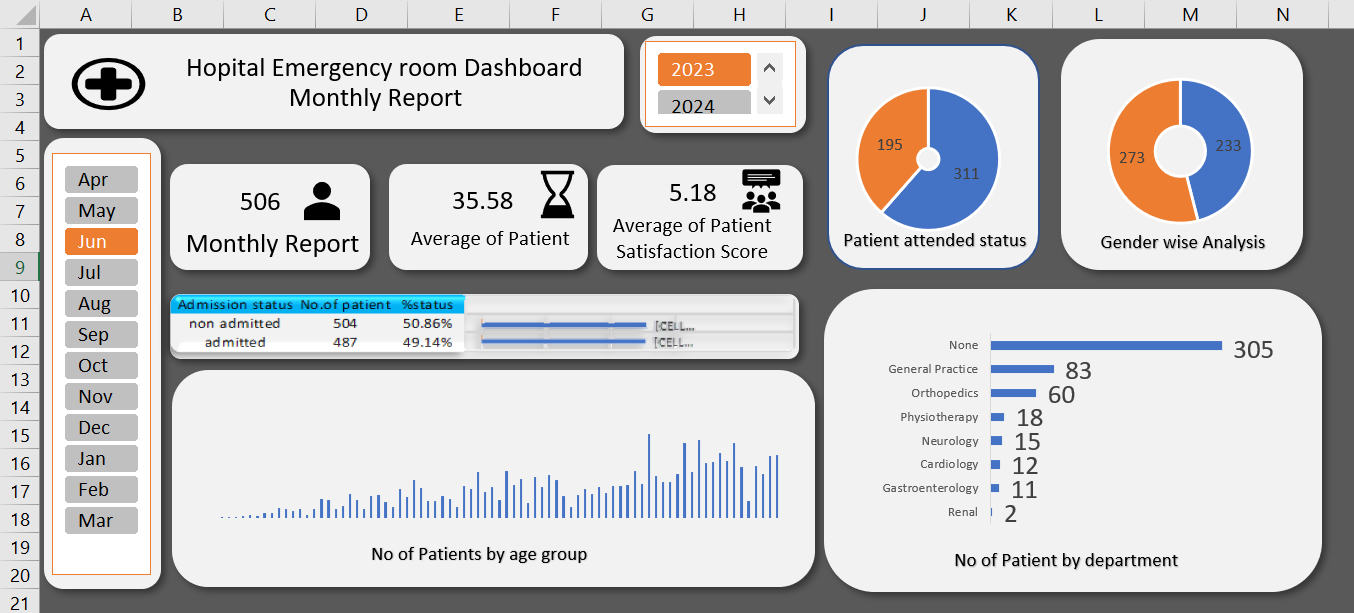 A B C D E F G H I J K L M N
1
2
3
4
5
6
7
8
9
10
11
12
13
14
15
16
17
18
19
20
21
Hopital Emergency room Dashboard
Monthly Report
2023
2024
Apr
May
Jun
Jul
Aug
Sep
Oct
Nov
Dec
Jan
Feb
Mar
506
Monthly Report
35.58
Average of Patient
5.18
Average of Patient
Satisfaction Score
195
311
Patient attended status
273
233
Gender wise Analysis
Admission status No.of patient %status
non admitted 504 50.86% [CELL...
admitted 487 49.14% [CELL...
No of Patients by age group
None 305
General Practice 83
Orthopedics 60
Physiotherapy 18
Neurology 15
Cardiology 12
Gastroenterology 11
Renal 2
No of Patient by department